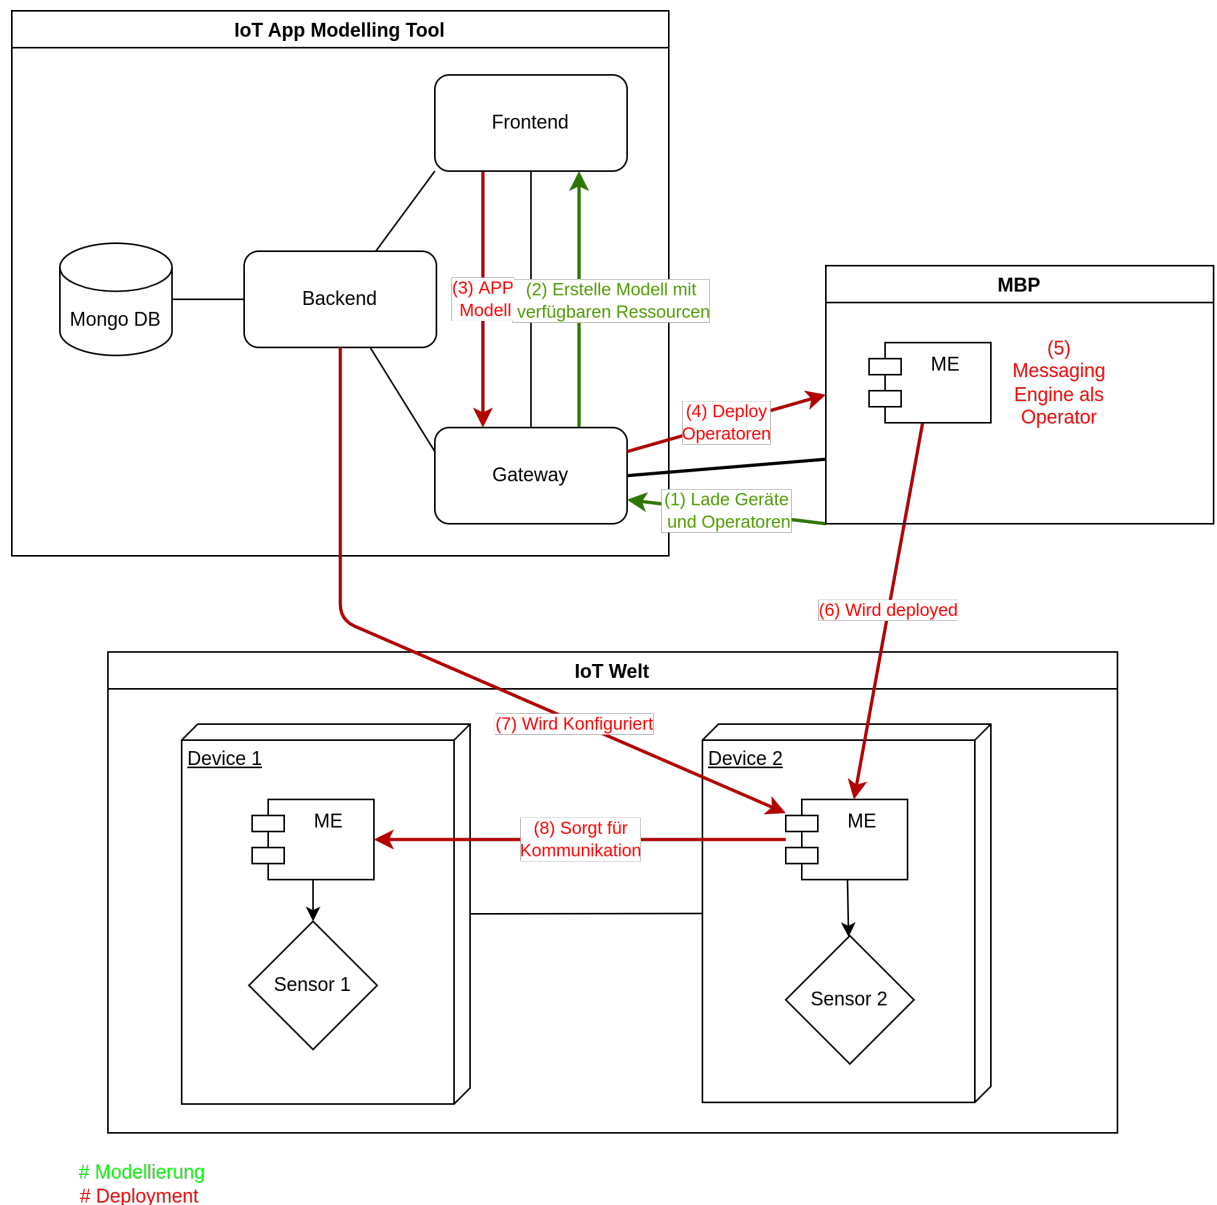 IoT App Modelling Tool
Frontend
Backend
Mongo DB
(3) APP
Modell
(2) Erstelle Modell mit
verfügbaren Ressourcen
Gateway
(4) Deploy
Operatoren
(1) Lade Geräte
und Operatoren
MBP
ME
(5)
Messaging
Engine als
Operator
(6) Wird deployed
IoT Welt
(7) Wird Konfiguriert
Device 1
ME
Sensor 1
(8) Sorgt für
Kommunikation
Device 2
ME
Sensor 2
# Modellierung
# Deployment